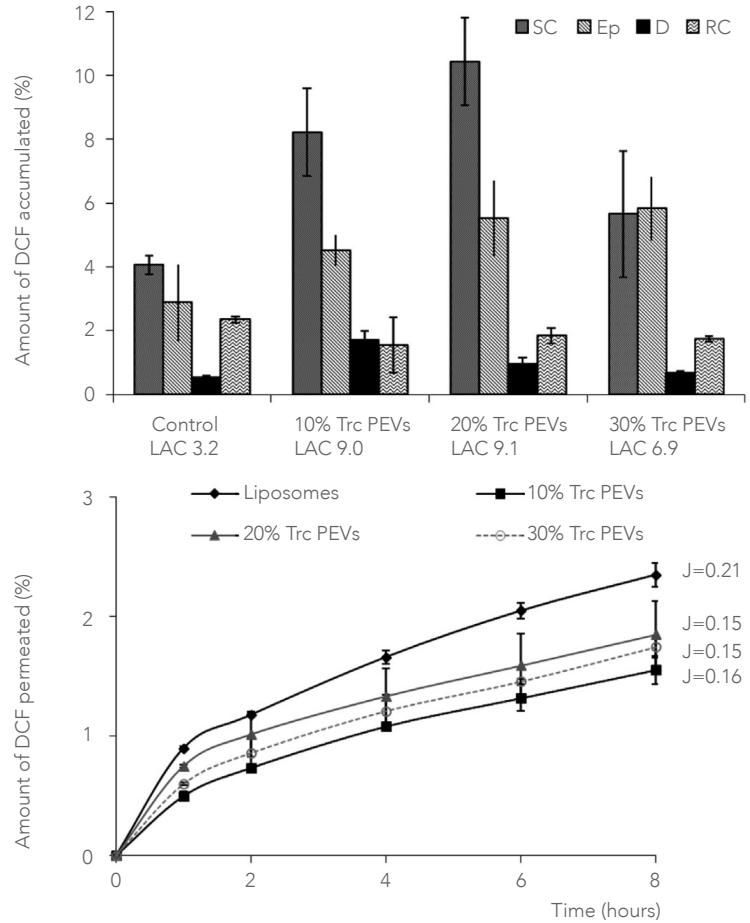 12
SC Ep D RC
10
8
6
4
2
0
Amount of DCF accumulated (%)
Control
LAC 3.2
10% Trc PEVs
LAC 9.0
20% Trc PEVs
LAC 9.1
30% Trc PEVs
LAC 6.9
3
Liposomes 10% Trc PEVs
20% Trc PEVs 30% Trc PEVs
2
1
0
Amount of DCF permeated (%)
J=0.21
J=0.15
J=0.15
J=0.16
0 2 4 6 8
Time (hours)